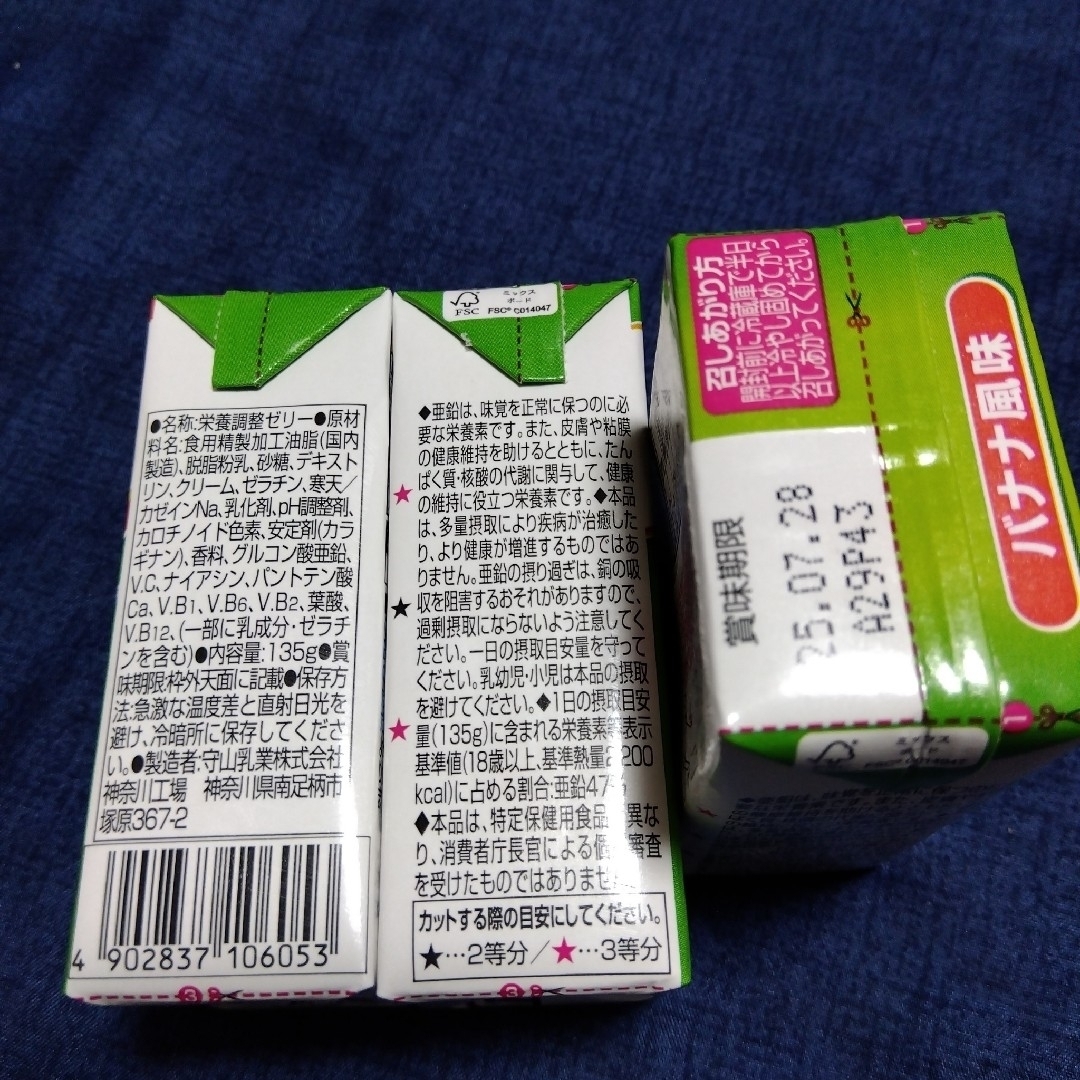 ●名称:栄養調整ゼリー●原材
料名:食用精製加工油脂(国内
製造)、脱脂粉乳、砂糖、デキスト
リン、クリーム、ゼラチン、寒天/
カゼインNa、乳化剤、pH調整剤、
カロチノイド色素、安定剤(カラ
ギナン)、香料、グルコン酸亜鉛、
V.C、ナイアシン、パントテン酸
Ca、V.B1、V.B6、V.B2、葉酸、
V.B12、(一部に乳成分・ゼラチ
ンを含む)●内容量:135g●賞
味期限:枠外天面に記載●保存方
法:急激な温度差と直射日光を
避け、冷暗所に保存してくださ
い。●製造者:守山乳業株式会社
神奈川工場 神奈川県南足柄市
塚原367-2
4 902837 106053
FSC
ミックス
ボード
FSC® C014047
◆亜鉛は、味覚を正常に保つのに必
要な栄養素です。また、皮膚や粘膜
の健康維持を助けるとともに、たん
ぱく質・核酸の代謝に関与して、健康
の維持に役立つ栄養素です。◆本品
は、多量摂取により疾病が治癒した
り、より健康が増進するものではあ
りません。亜鉛の摂り過ぎは、銅の吸
収を阻害するおそれがありますので、
過剰摂取にならないよう注意してく
ださい。一日の摂取目安量を守って
ください。乳幼児・小児は本品の摂取
を避けてください。◆1日の摂取目安
量(135g)に含まれる栄養素等表示
基準値(18歳以上、基準熱量2,200
kcal)に占める割合:亜鉛47%
◆本品は、特定保健用食品と異な
り、消費者庁長官による個別審査
を受けたものではありません。
カットする際の目安にしてください。
★…2等分/★…3等分
召しあがり方
開封前に冷蔵庫で半日
以上冷やし固めてから
召しあがってください。
賞味期限
25.07.28
A29P43
バナナ風味
1
1
ミックス
ボード